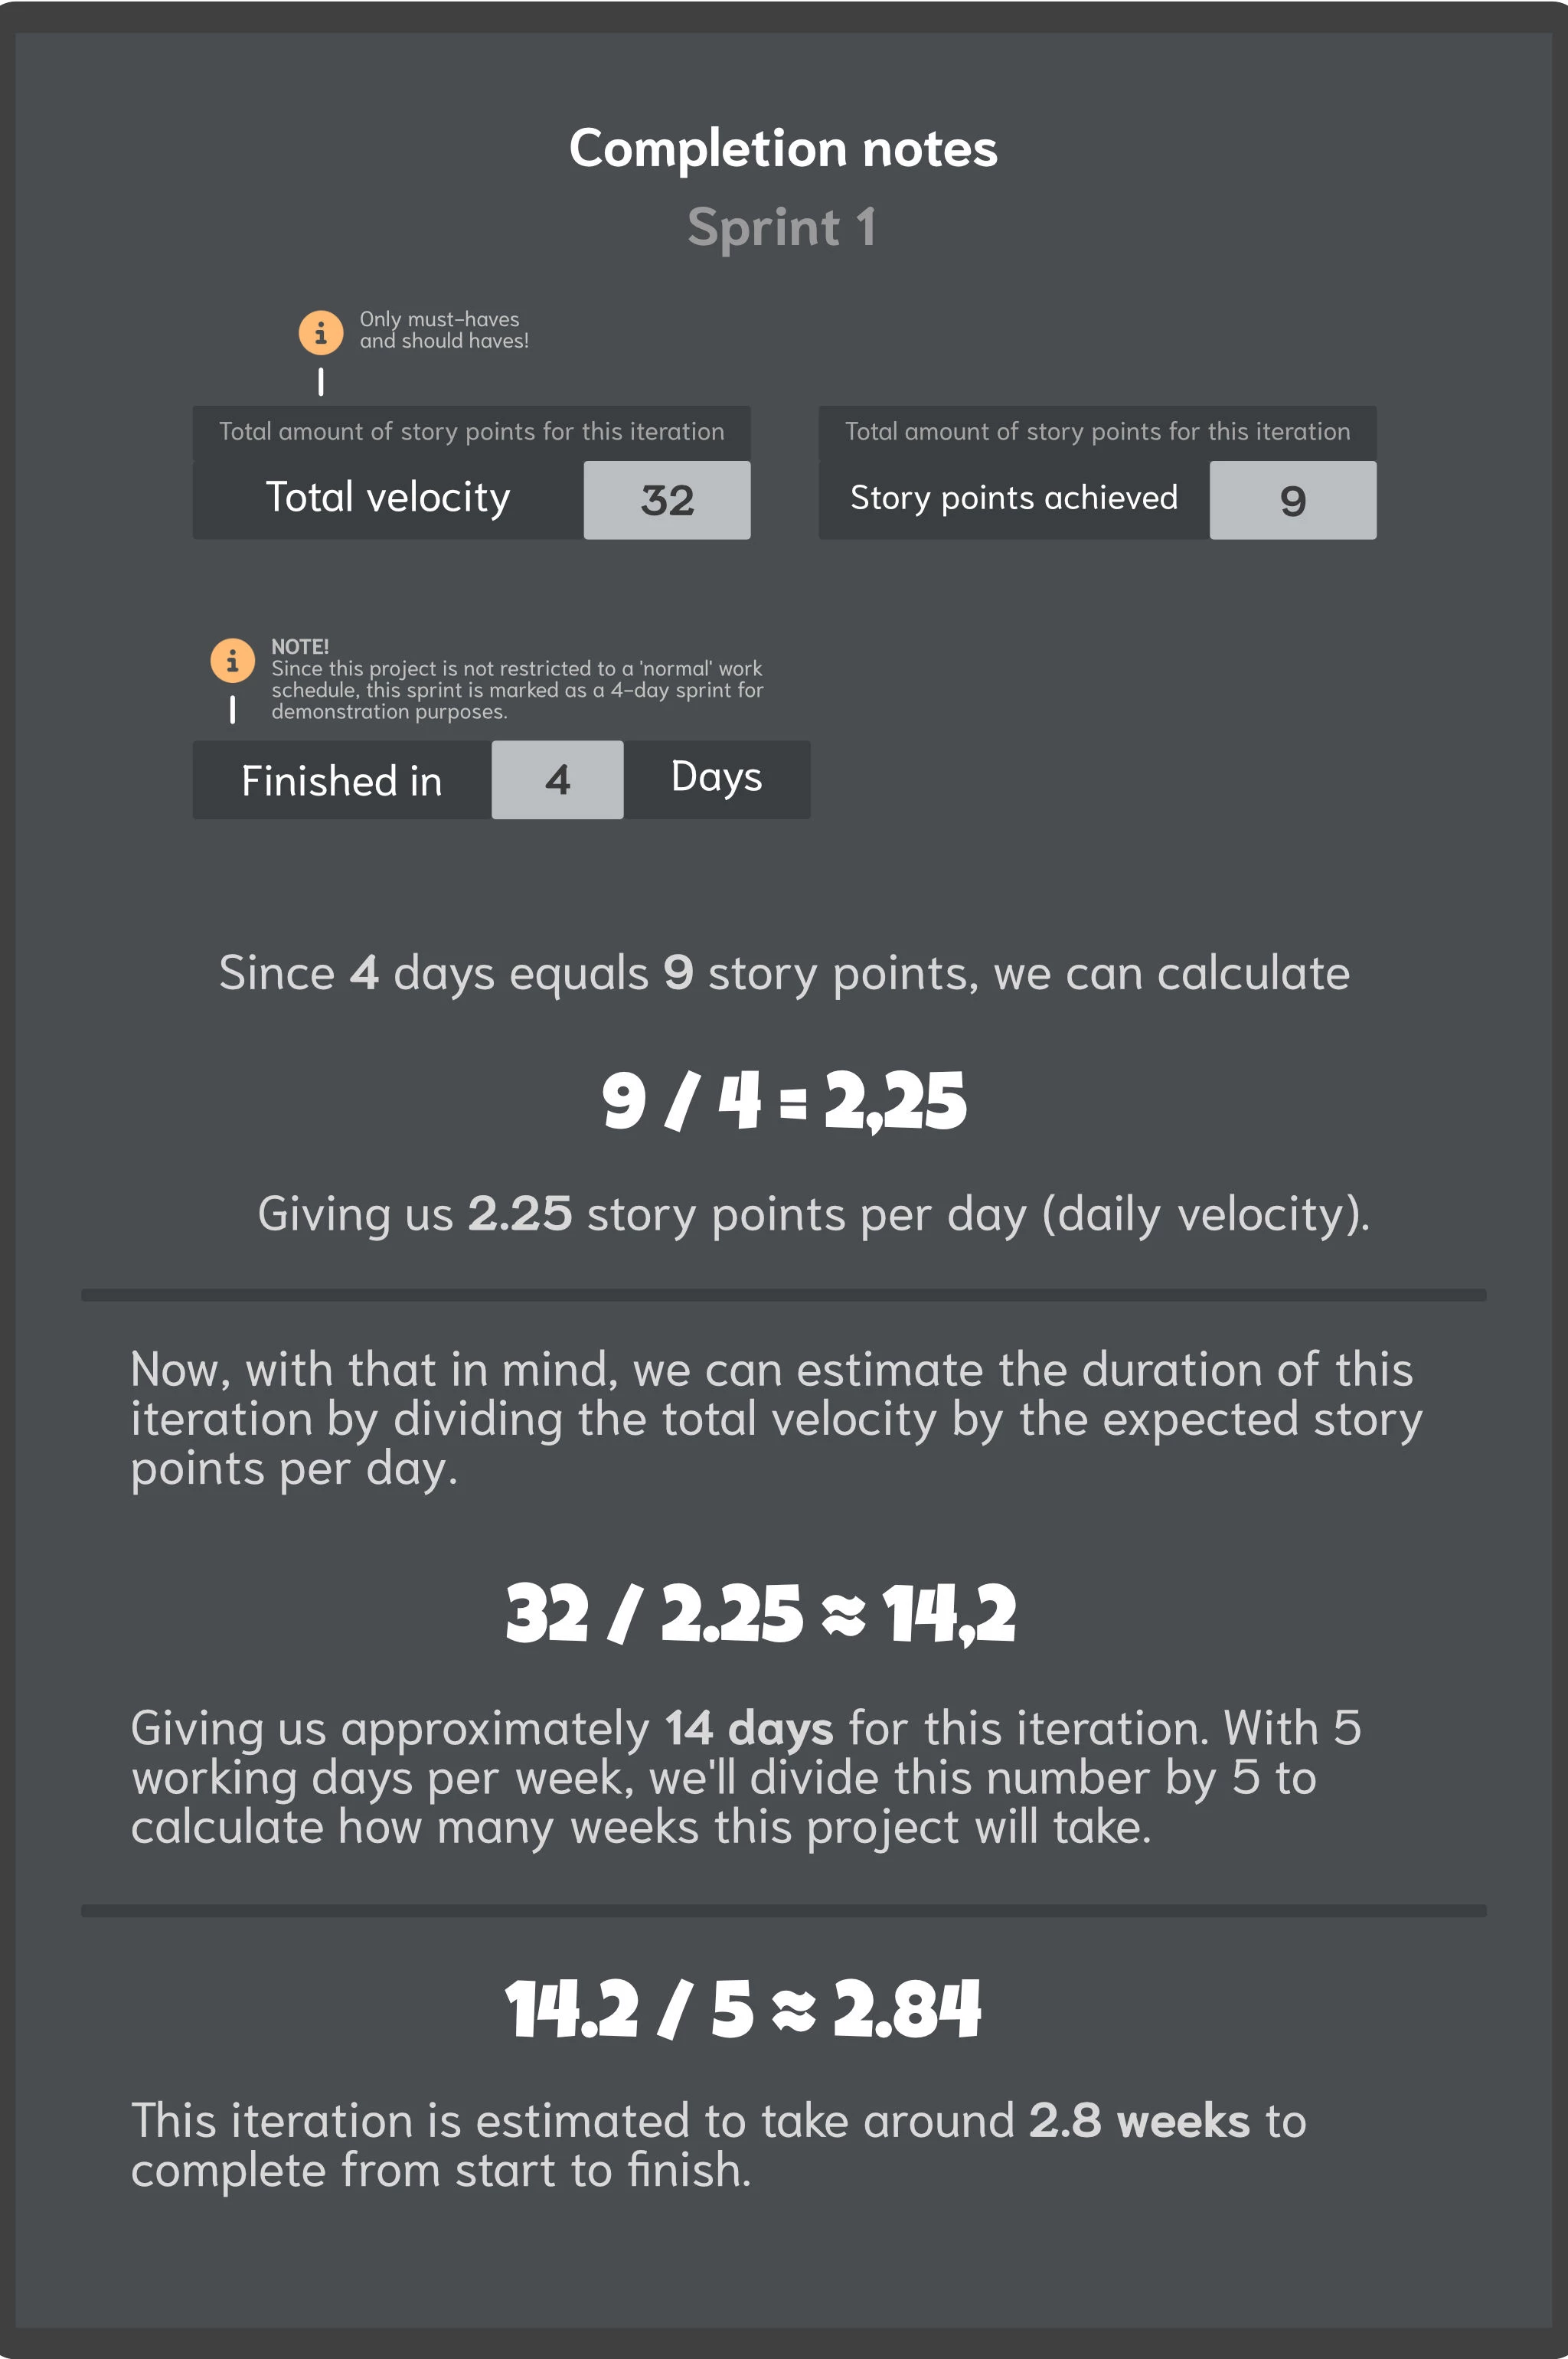 Completion notes
Sprint 1
Only must-haves
and should haves!
Total amount of story points for this iteration
Total velocity 32
Total amount of story points for this iteration
Story points achieved 9
NOTE!
Since this project is not restricted to a 'normal' work
schedule, this sprint is marked as a 4-day sprint for
demonstration purposes.
Finished in 4 Days
Since 4 days equals 9 story points, we can calculate
9 / 4 = 2,25
Giving us 2.25 story points per day (daily velocity).
Now, with that in mind, we can estimate the duration of this
iteration by dividing the total velocity by the expected story
points per day.
32 / 2.25 ≈ 14,2
Giving us approximately 14 days for this iteration. With 5
working days per week, we'll divide this number by 5 to
calculate how many weeks this project will take.
14.2 / 5 ≈ 2.84
This iteration is estimated to take around 2.8 weeks to
complete from start to finish.